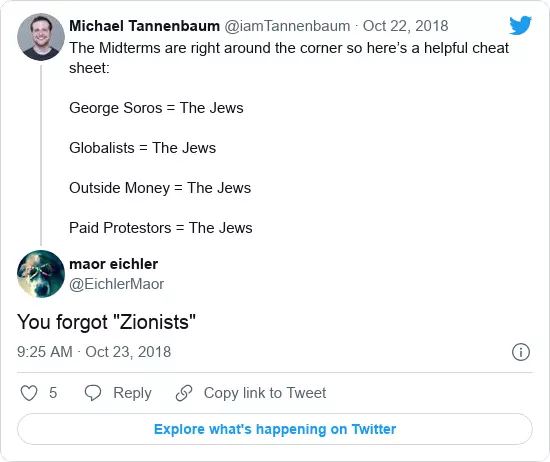 Michael Tannenbaum @iamTannenbaum · Oct 22, 2018
The Midterms are right around the corner so here’s a helpful cheat
sheet:
George Soros = The Jews
Globalists = The Jews
Outside Money = The Jews
Paid Protestors = The Jews
maor eichler
@EichlerMaor
You forgot "Zionists"
9:25 AM · Oct 23, 2018
5 Reply Copy link to Tweet
Explore what's happening on Twitter